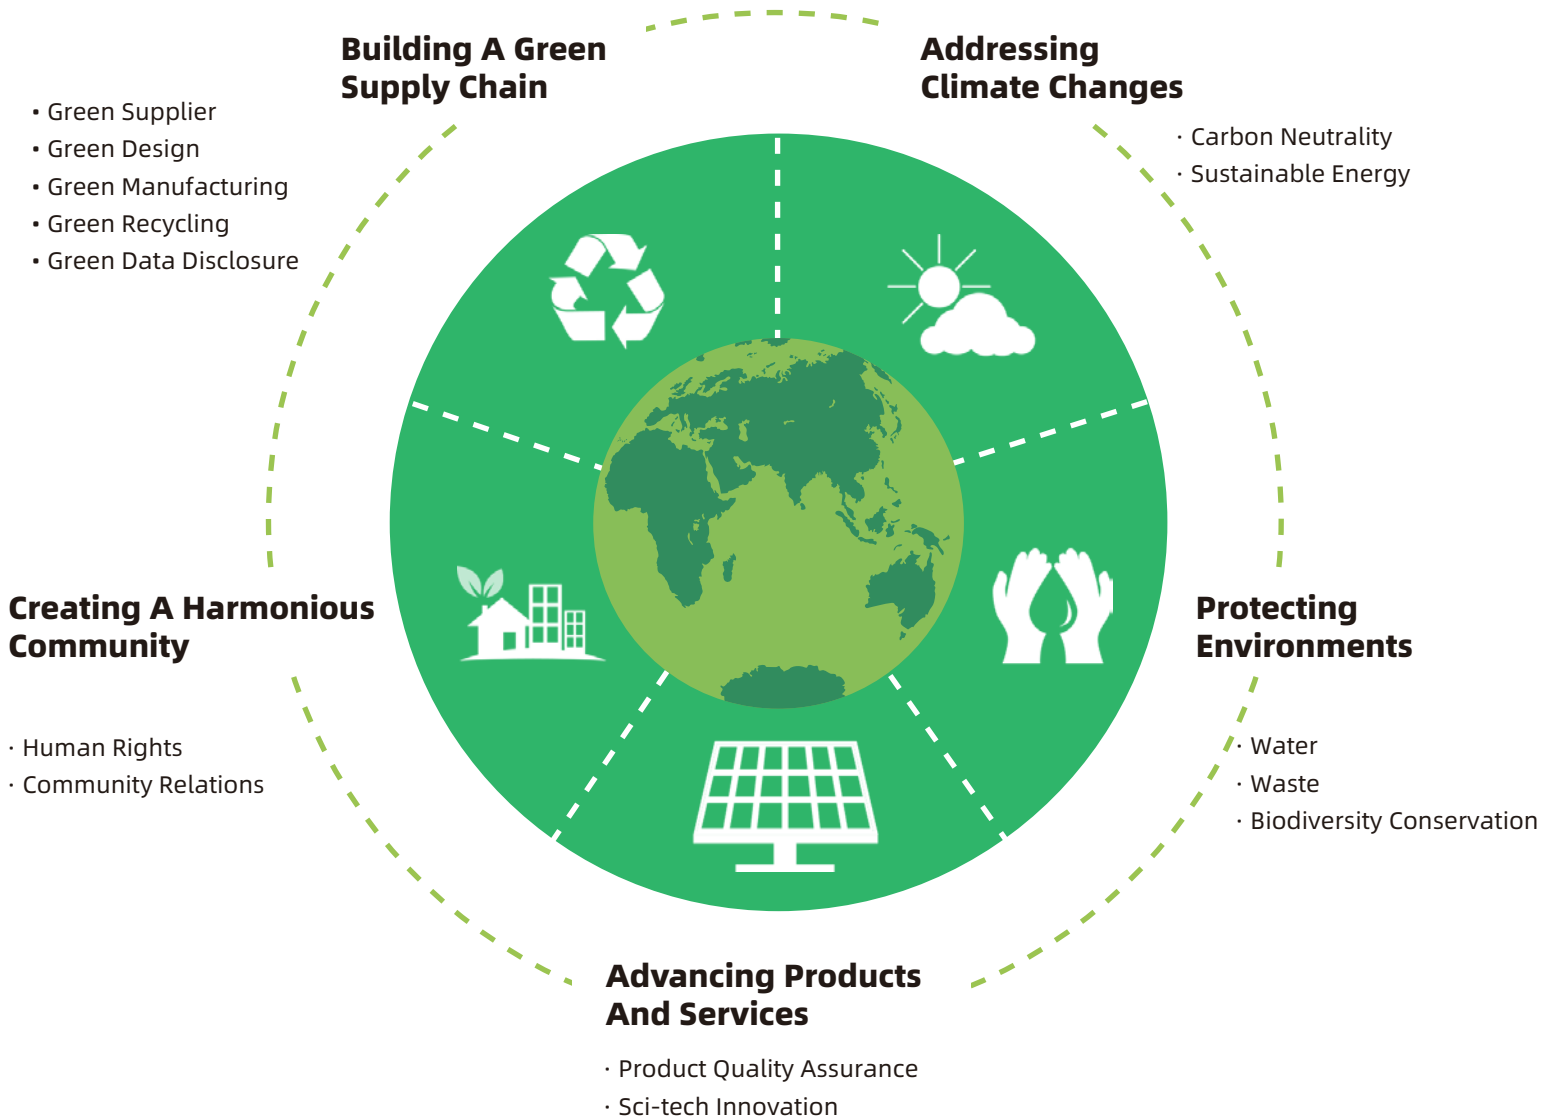 Building A Green
Supply Chain
• Green Supplier
• Green Design
• Green Manufacturing
• Green Recycling
• Green Data Disclosure
Addressing
Climate Changes
· Carbon Neutrality
· Sustainable Energy
Creating A Harmonious
Community
· Human Rights
· Community Relations
Protecting
Environments
· Water
· Waste
· Biodiversity Conservation
Advancing Products
And Services
· Product Quality Assurance
· Sci-tech Innovation